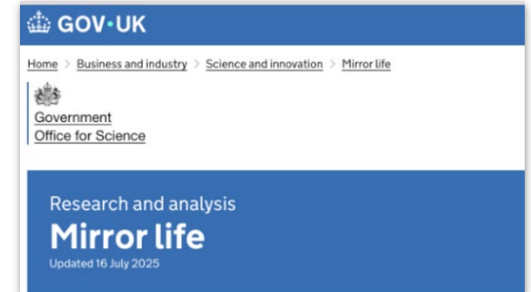 GOV•UK
Home > Business and industry > Science and innovation > Mirror life
Government
Office for Science
Research and analysis
Mirror life
Updated 16 July 2025